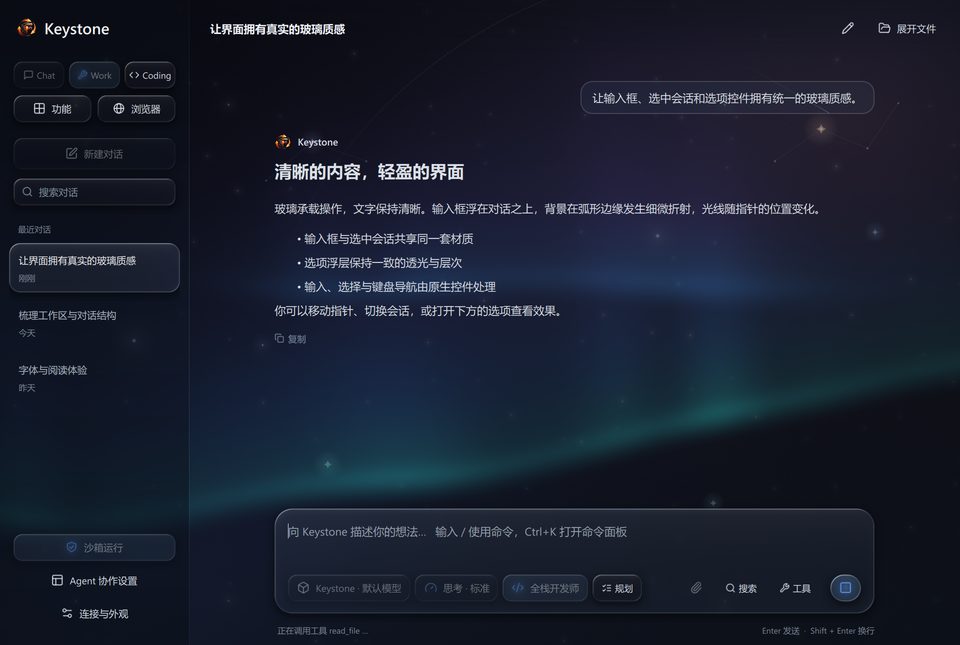 Keystone
Chat
Work
Coding
功能
浏览器
新建对话
搜索对话
最近对话
让界面拥有真实的玻璃质感
刚刚
梳理工作区与对话结构
今天
字体与阅读体验
昨天
沙箱运行
Agent 协作设置
连接与外观
让界面拥有真实的玻璃质感
展开文件
让输入框、选中会话和选项控件拥有统一的玻璃质感。
Keystone
清晰的内容，轻盈的界面
玻璃承载操作，文字保持清晰。输入框浮在对话之上，背景在弧形边缘发生细微折射，光线随指针的位置变化。
• 输入框与选中会话共享同一套材质
• 选项浮层保持一致的透光与层次
• 输入、选择与键盘导航由原生控件处理
你可以移动指针、切换会话，或打开下方的选项查看效果。
复制
向 Keystone 描述你的想法... 输入 / 使用命令，Ctrl+K 打开命令面板
Keystone · 默认模型
思考 · 标准
全栈开发师
规划
搜索
工具
正在调用工具 read_file ...
Enter 发送 · Shift + Enter 换行